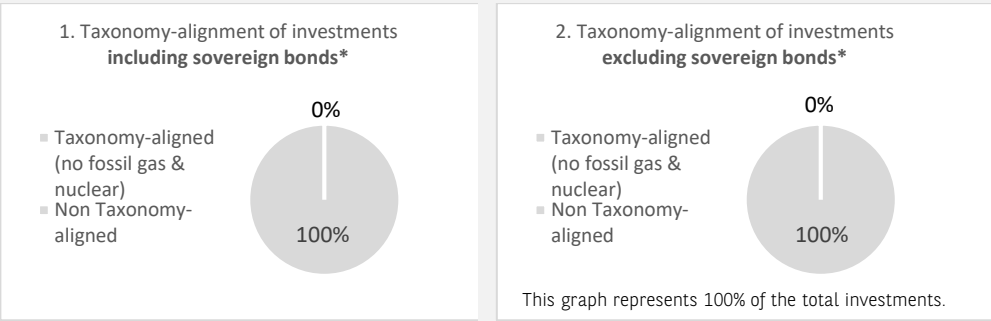 1. Taxonomy-alignment of investments
including sovereign bonds*
0%
Taxonomy-aligned
(no fossil gas &
nuclear)
Non Taxonomy-
aligned
100%
2. Taxonomy-alignment of investments
excluding sovereign bonds*
0%
Taxonomy-aligned
(no fossil gas &
nuclear)
Non Taxonomy-
aligned
100%
This graph represents 100% of the total investments.